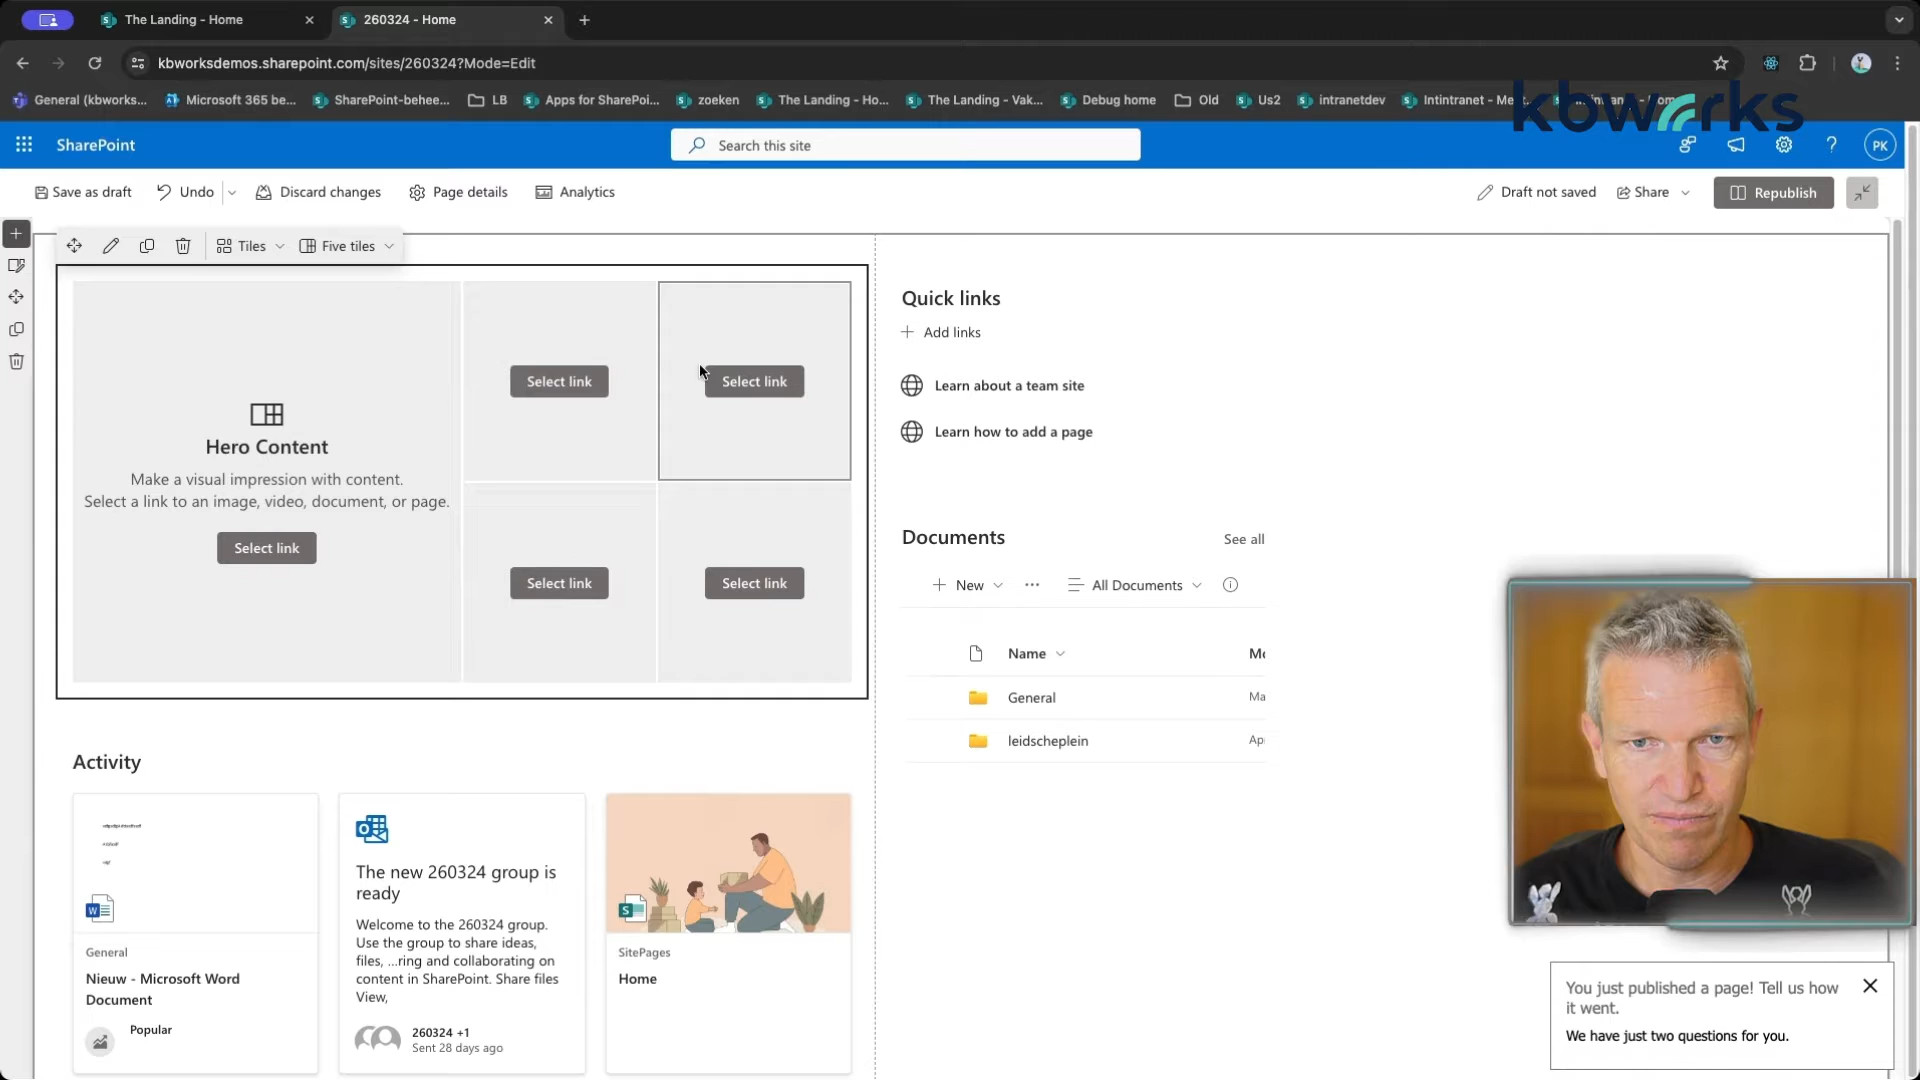 The Landing - Home
260324 - Home
kbworksdemos.sharepoint.com/sites/260324?Mode=Edit
General (kbworks...
Microsoft 365 be...
SharePoint-behee...
LB
Apps for SharePoi...
zoeken
The Landing - Ho...
The Landing - Vak...
Debug home
Old
Us2
intranetdev
Intintranet - Me
kbworks
SharePoint
Search this site
PK
Save as draft
Undo
Discard changes
Page details
Analytics
Draft not saved
Share
Republish
Tiles
Five tiles
Hero Content
Make a visual impression with content.
Select a link to an image, video, document, or page.
Select link
Select link
Select link
Select link
Select link
Quick links
Add links
Learn about a team site
Learn how to add a page
Documents
See all
New
All Documents
Name
Mo
General
Ma
leidscheplein
Ap
Activity
General
Nieuw - Microsoft Word
Document
Popular
The new 260324 group is
ready
Welcome to the 260324 group.
Use the group to share ideas,
files, ...ring and collaborating on
content in SharePoint. Share files
View,
260324 +1
Sent 28 days ago
SitePages
Home
You just published a page! Tell us how
it went.
We have just two questions for you.